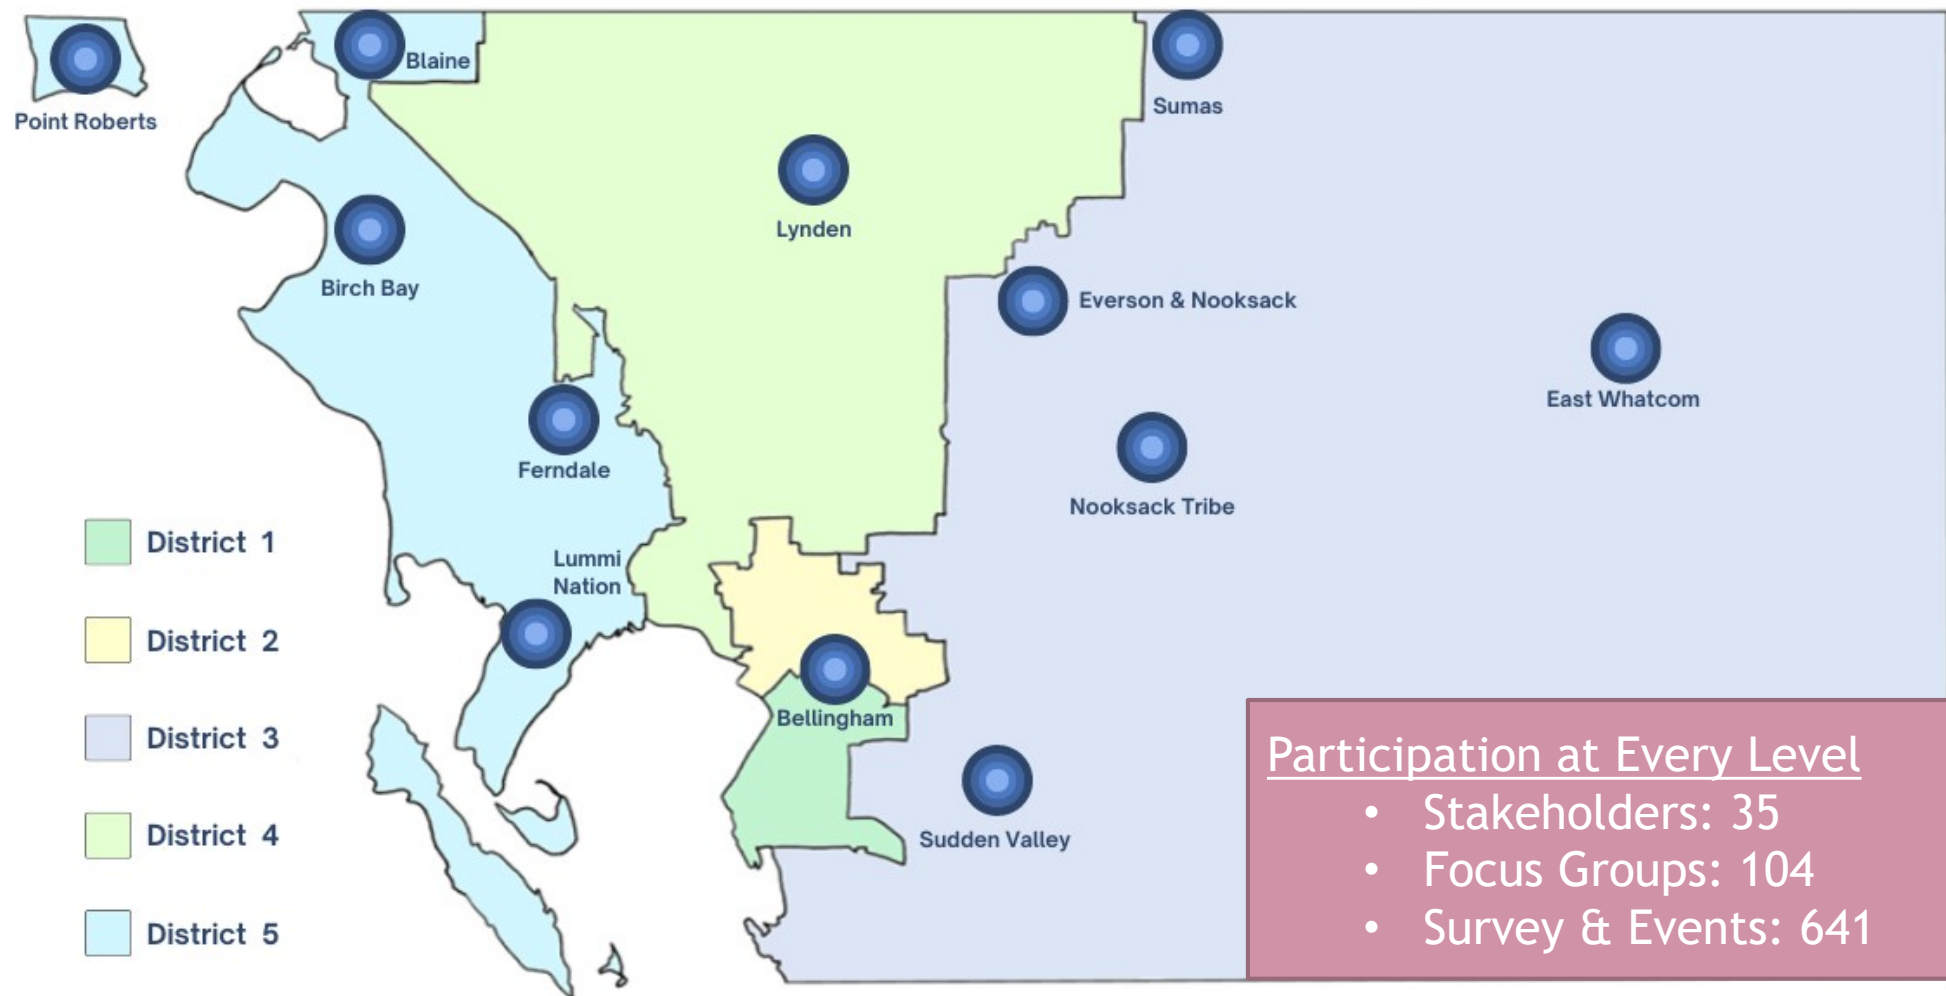 Point Roberts
Blaine
Sumas
Lynden
Birch Bay
Everson & Nooksack
East Whatcom
Ferndale
Nooksack Tribe
Lummi
Nation
Bellingham
Sudden Valley
District 1
District 2
District 3
District 4
District 5
Participation at Every Level
• Stakeholders: 35
• Focus Groups: 104
• Survey & Events: 641